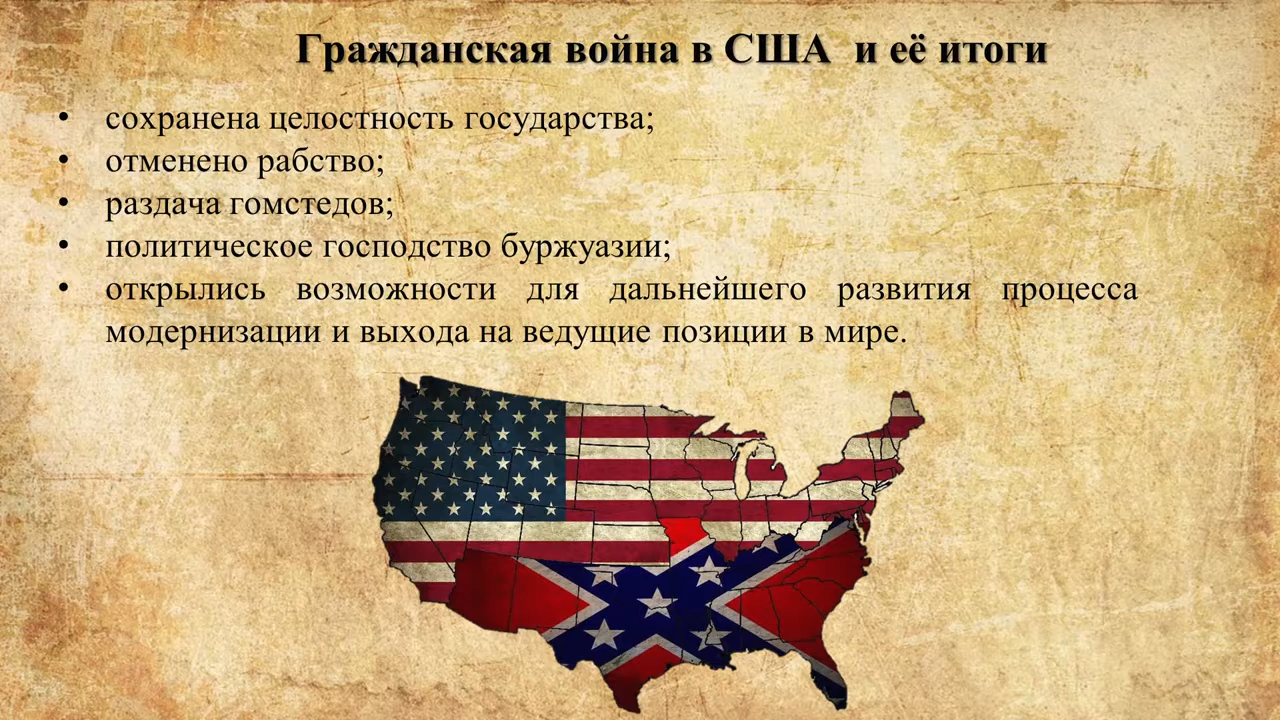 Гражданская война в США и её итоги
• сохранена целостность государства;
• отменено рабство;
• раздача гомстедов;
• политическое господство буржуазии;
• открылись возможности для дальнейшего развития процесса
модернизации и выхода на ведущие позиции в мире.